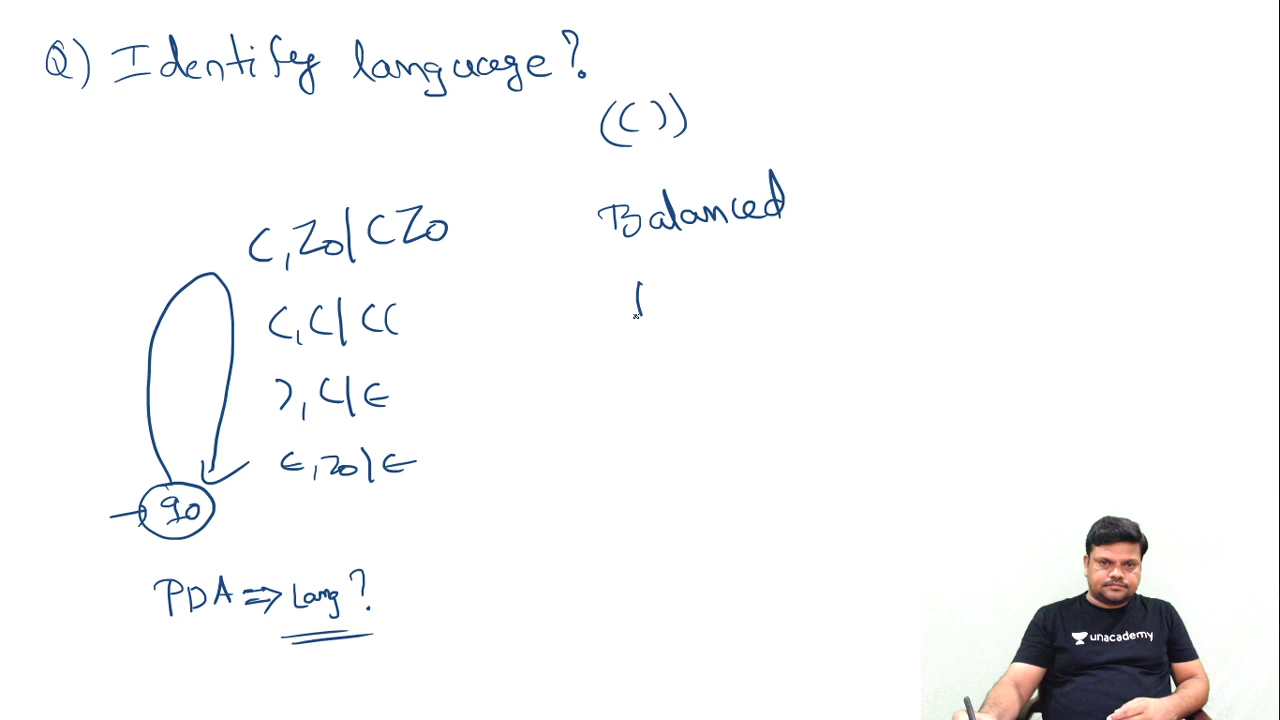 Q) Identify language?
(())
Balanced
(, Z0 | (Z0
(, ( | ((
), ( | ε
ε, Z0 | ε
(
q0
PDA ⇒ Lang?
unacademy